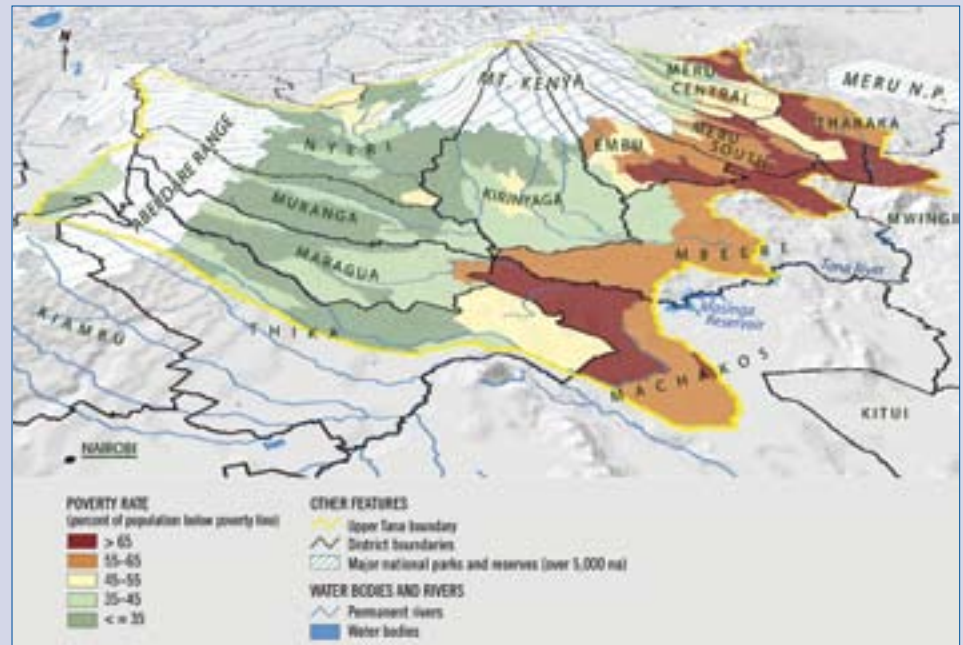 N
MT. KENYA
MERU
CENTRAL
MERU N.P.
THARAKA
ABERDARE RANGE
NYERI
EMBU
MERU
SOUTH
KIRINYAGA
MURANGA
MWINGI
MARAGUA
MBEERE
Tana River
Masinga
Reservoir
KIAMBU
THIKA
MACHAKOS
KITUI
NAIROBI
POVERTY RATE
(percent of population below poverty line)
> 65
55–65
45–55
35–45
< = 35
OTHER FEATURES
Upper Tana boundary
District boundaries
Major national parks and reserves (over 5,000 ha)
WATER BODIES AND RIVERS
Permanent rivers
Water bodies